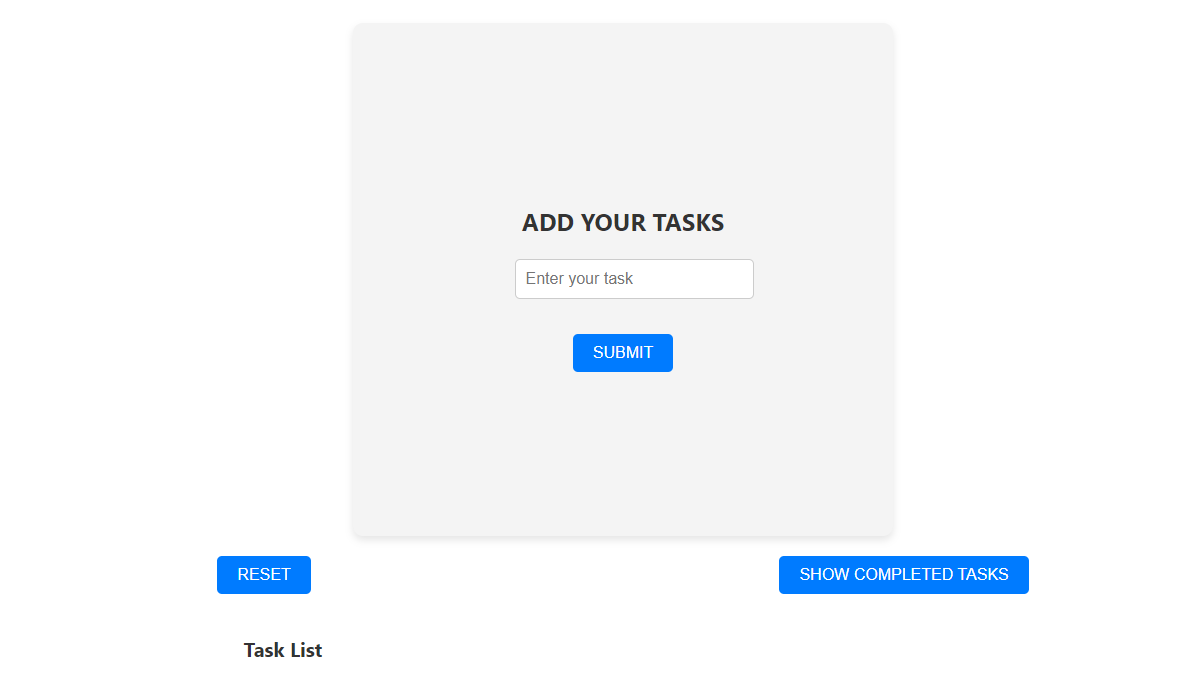 ADD YOUR TASKS
Enter your task
SUBMIT
RESET
SHOW COMPLETED TASKS
Task List